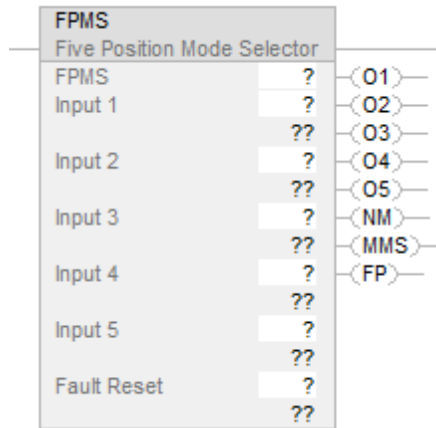 FPMS
Five Position Mode Selector
FPMS ? (O1)
Input 1 ? (O2)
?? (O3)
Input 2 ? (O4)
?? (O5)
Input 3 ? (NM)
?? (MMS)
Input 4 ? (FP)
??
Input 5 ?
??
Fault Reset ?
??